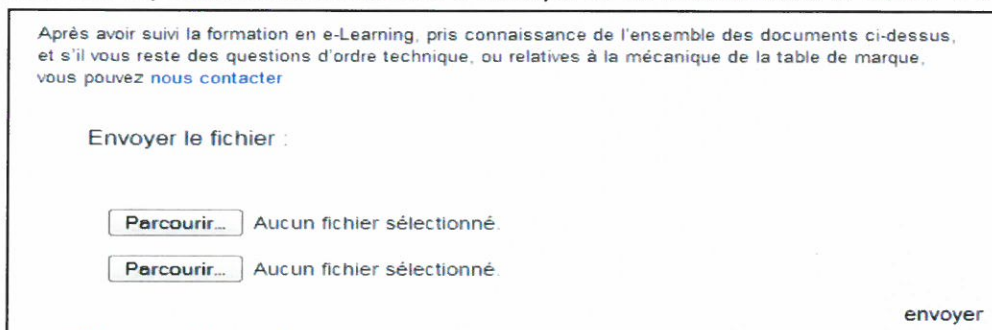 Après avoir suivi la formation en e-Learning, pris connaissance de l'ensemble des documents ci-dessus,
et s'il vous reste des questions d'ordre technique, ou relatives à la mécanique de la table de marque,
vous pouvez nous contacter
Envoyer le fichier :
Parcourir... Aucun fichier sélectionné.
Parcourir... Aucun fichier sélectionné.
envoyer